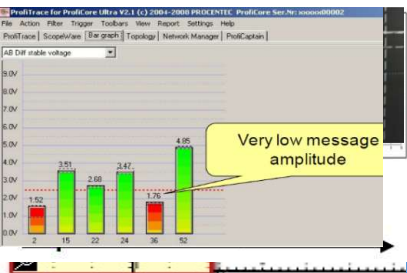 ProfiTrace for ProfiCore Ultra V2.1 (c) 2004-2008 PROCENTEC ProfiCore Ser.Nr: xxxxx00002
File Action Filter Trigger Toolbars View Report Settings Help
ProfiTrace ScopeWare Bar graph Topology Network Manager ProfiCaptain
AB Diff stable voltage
9.0V
8.0V
7.0V
6.0V
5.0V
4.0V
3.0V
2.0V
1.0V
0.0V
1.52
3.51
2.68
3.47
1.76
4.85
2 15 22 24 36 52
Very low message
amplitude